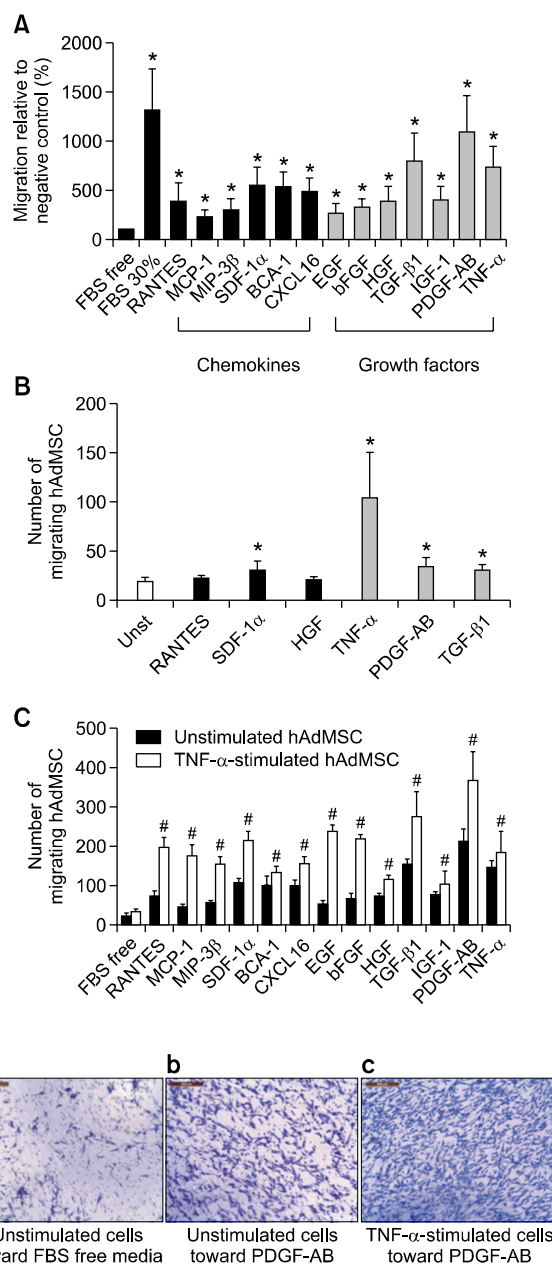 A
Migration relative to
negative control (%)
2000
1500
1000
500
0
FBS free
FBS 30%
RANTES
MCP-1
MIP-3β
SDF-1α
BCA-1
CXCL16
EGF
bFGF
HGF
TGF-β1
IGF-1
PDGF-AB
TNF-α
* * * * * * * * * * * * * *
Chemokines
Growth factors
B
Number of
migrating hAdMSC
200
150
100
50
0
* * * *
Unst
RANTES
SDF-1α
HGF
TNF-α
PDGF-AB
TGF-β1
C
Number of
migrating hAdMSC
500
400
300
200
100
0
Unstimulated hAdMSC
TNF-α-stimulated hAdMSC
# # # # # # # # # # # # #
FBS free
RANTES
MCP-1
MIP-3β
SDF-1α
BCA-1
CXCL16
EGF
bFGF
HGF
TGF-β1
IGF-1
PDGF-AB
TNF-α
b
c
Unstimulated cells
ward FBS free media
Unstimulated cells
toward PDGF-AB
TNF-α-stimulated cells
toward PDGF-AB